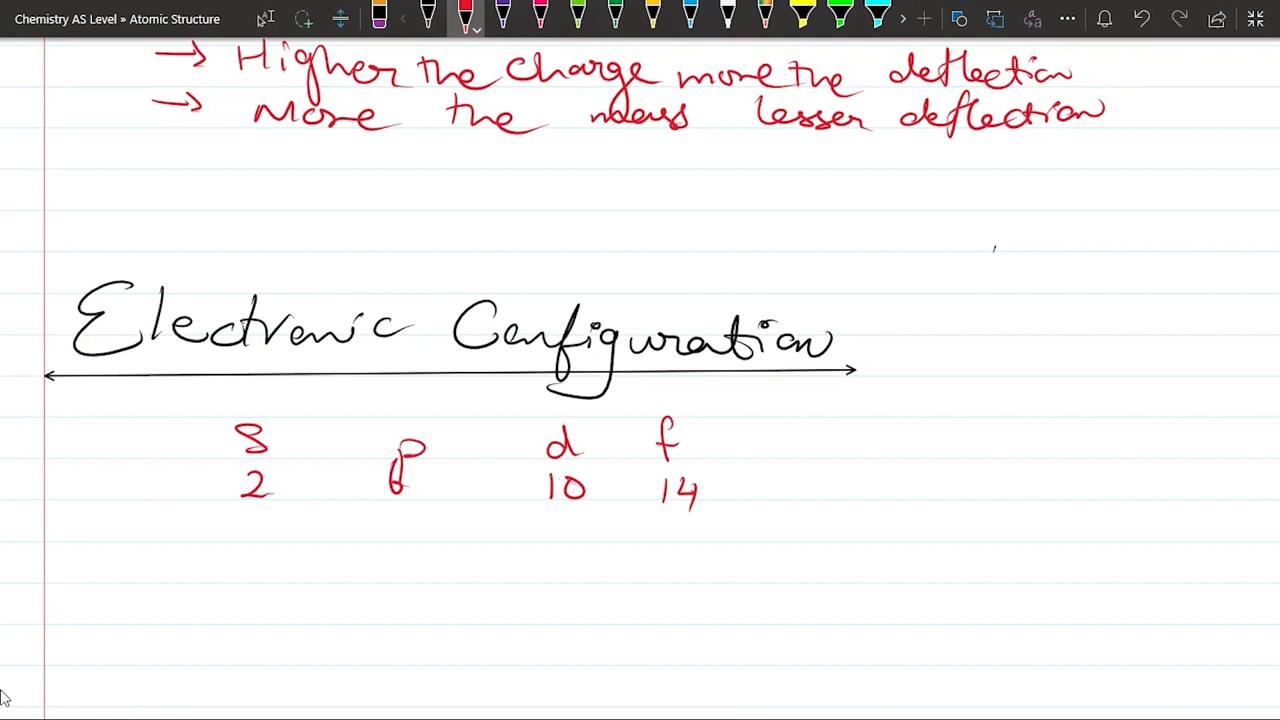 Chemistry AS Level » Atomic Structure
→ Higher the charge more the deflection
→ More the mass lesser deflection
Electronic Configuration
s p d f
2 6 10 14